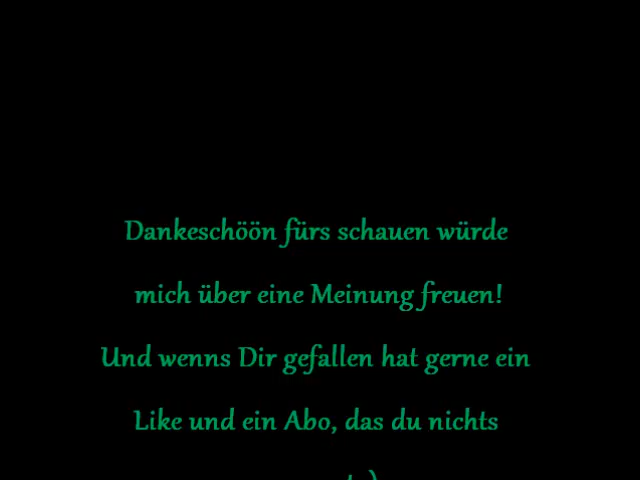 Dankeschöön fürs schauen würde
mich über eine Meinung freuen!
Und wenns Dir gefallen hat gerne ein
Like und ein Abo, das du nichts